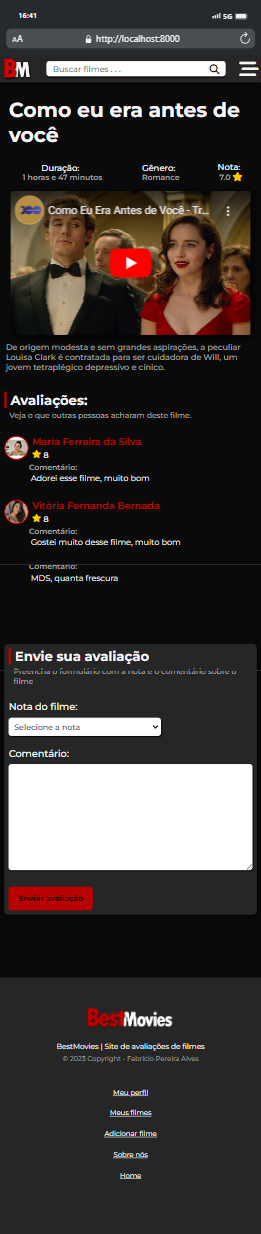 16:41
5G
AA
http://localhost:8000
BM
Buscar filmes . . .
Como eu era antes de
você
Duração:
Gênero:
Nota:
1 horas e 47 minutos
Romance
7.0
Como Eu Era Antes de Você - Tr...
De origem modesta e sem grandes aspirações, a peculiar
Louisa Clark é contratada para ser cuidadora de Will, um
jovem tetraplégico depressivo e cínico.
Avaliações:
Veja o que outras pessoas acharam deste filme.
Maria Ferreira da Silva
8
Comentário:
Adorei esse filme, muito bom
Vitória Fernanda Bernada
8
Comentário:
Gostei muito desse filme, muito bom
Comentário:
MDS, quanta frescura
Envie sua avaliação
Preencha o formulário com a nota e o comentário sobre o
filme
Nota do filme:
Selecione a nota
Comentário:
Enviar avaliação
BestMovies
BestMovies | Site de avaliações de filmes
© 2023 Copyright - Fabrício Pereira Alves
Meu perfil
Meus filmes
Adicionar filme
Sobre nós
Home